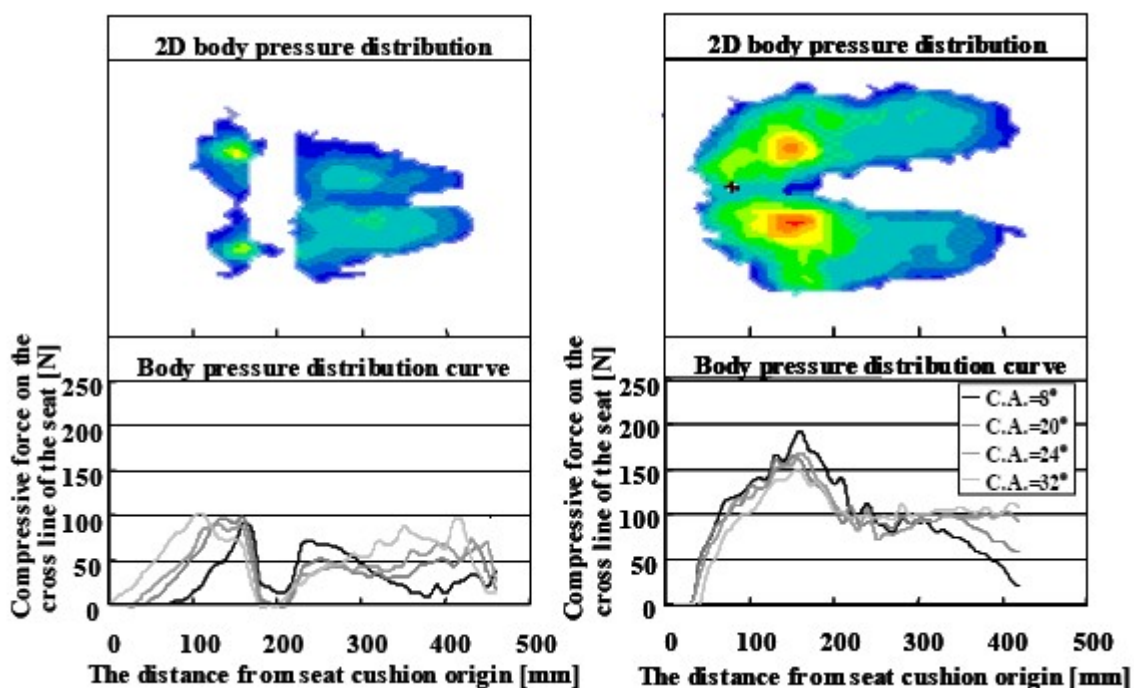 2D body pressure distribution
Body pressure distribution curve
Compressive force on the
cross line of the seat [N]
250
200
150
100
50
0
0 100 200 300 400 500
The distance from seat cushion origin [mm]
2D body pressure distribution
Body pressure distribution curve
Compressive force on the
cross line of the seat [N]
250
200
150
100
50
0
C.A.=8°
C.A.=20°
C.A.=24°
C.A.=32°
0 100 200 300 400 500
The distance from seat cushion origin [mm]